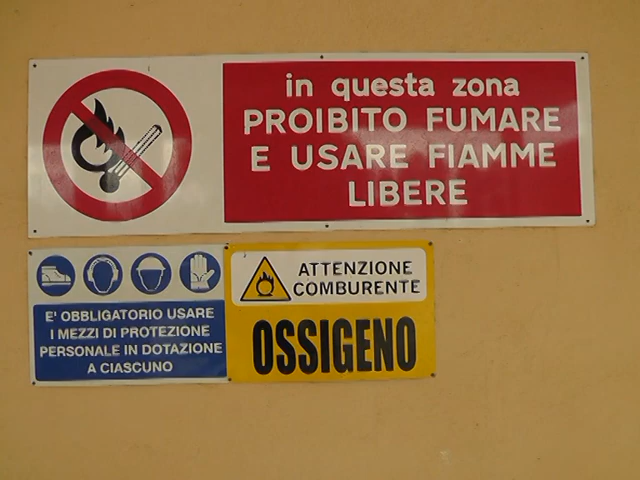 in questa zona
PROIBITO FUMARE
E USARE FIAMME
LIBERE
E' OBBLIGATORIO USARE
I MEZZI DI PROTEZIONE
PERSONALE IN DOTAZIONE
A CIASCUNO
ATTENZIONE
COMBURENTE
OSSIGENO